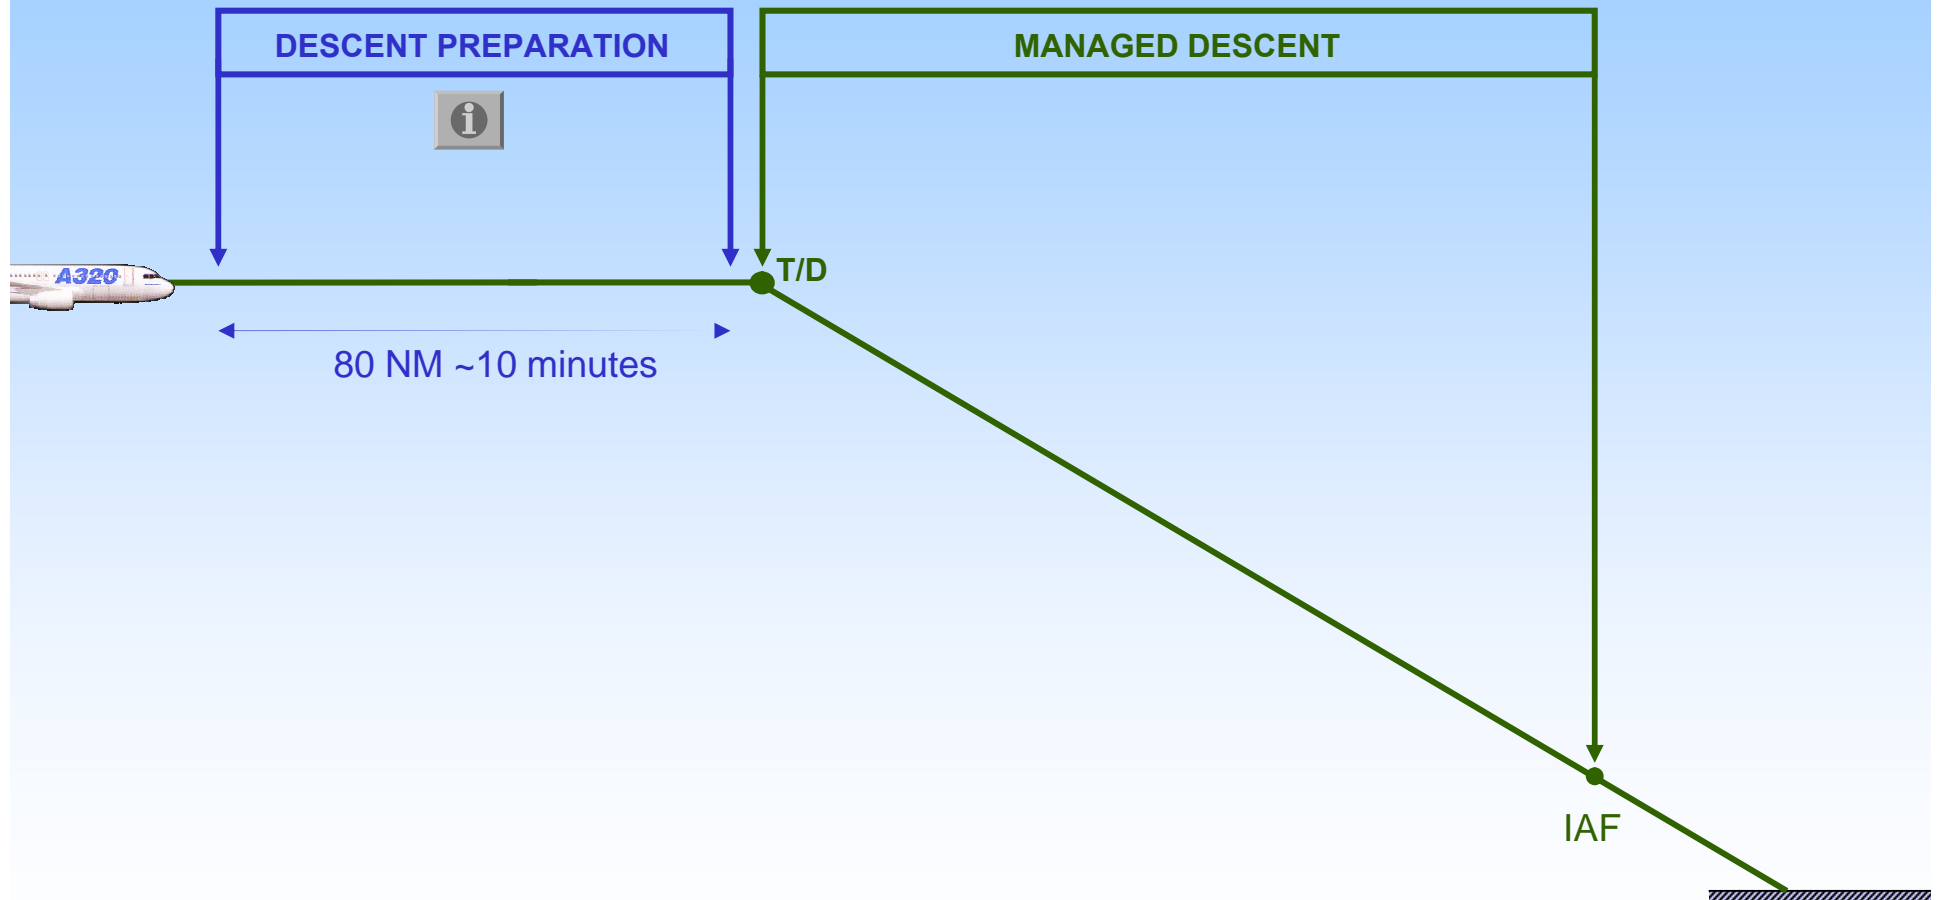 DESCENT PREPARATION
MANAGED DESCENT
A320
T/D
80 NM ~10 minutes
IAF